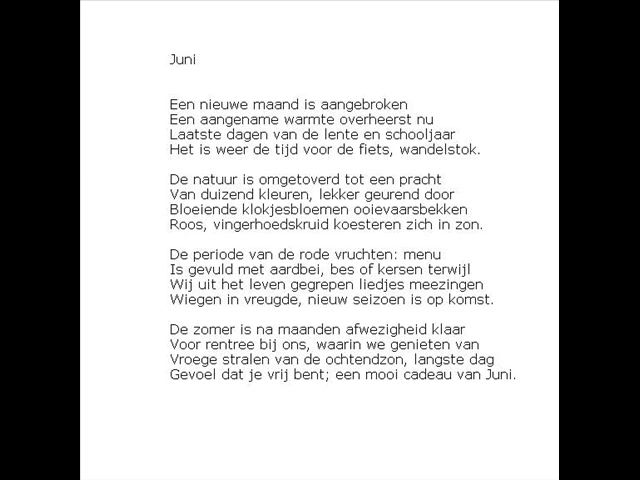 Juni
Een nieuwe maand is aangebroken
Een aangename warmte overheerst nu
Laatste dagen van de lente en schooljaar
Het is weer de tijd voor de fiets, wandelstok.
De natuur is omgetoverd tot een pracht
Van duizend kleuren, lekker geurend door
Bloeiende klokjesbloemen ooievaarsbekken
Roos, vingerhoedskruid koesteren zich in zon.
De periode van de rode vruchten: menu
Is gevuld met aardbei, bes of kersen terwijl
Wij uit het leven gegrepen liedjes meezingen
Wiegen in vreugde, nieuw seizoen is op komst.
De zomer is na maanden afwezigheid klaar
Voor rentree bij ons, waarin we genieten van
Vroege stralen van de ochtendzon, langste dag
Gevoel dat je vrij bent; een mooi cadeau van Juni.